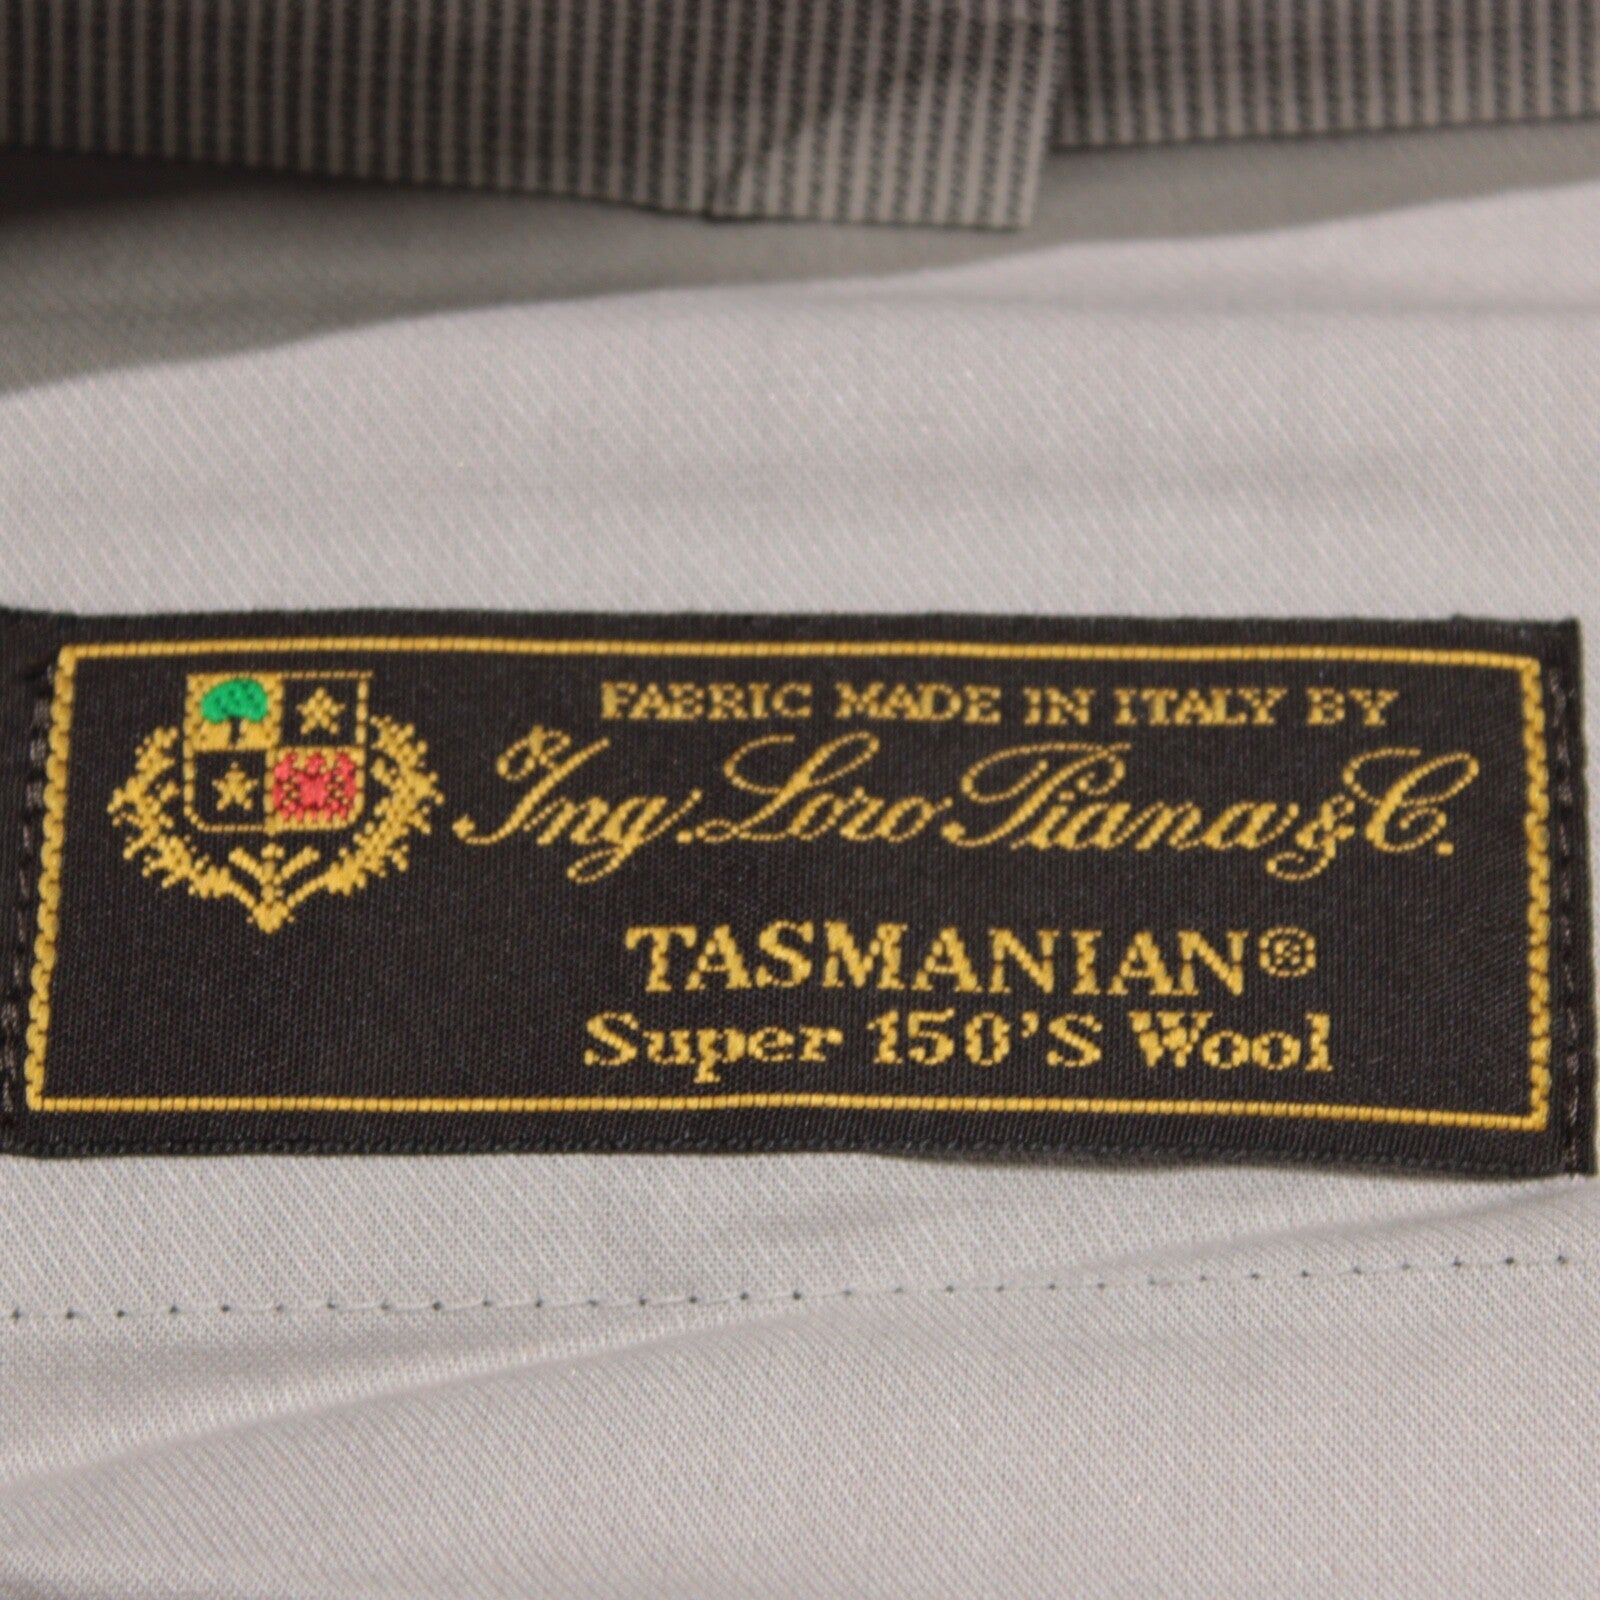 FABRIC MADE IN ITALY BY
Ing. Loro Piana & C.
TASMANIAN®
Super 150'S Wool